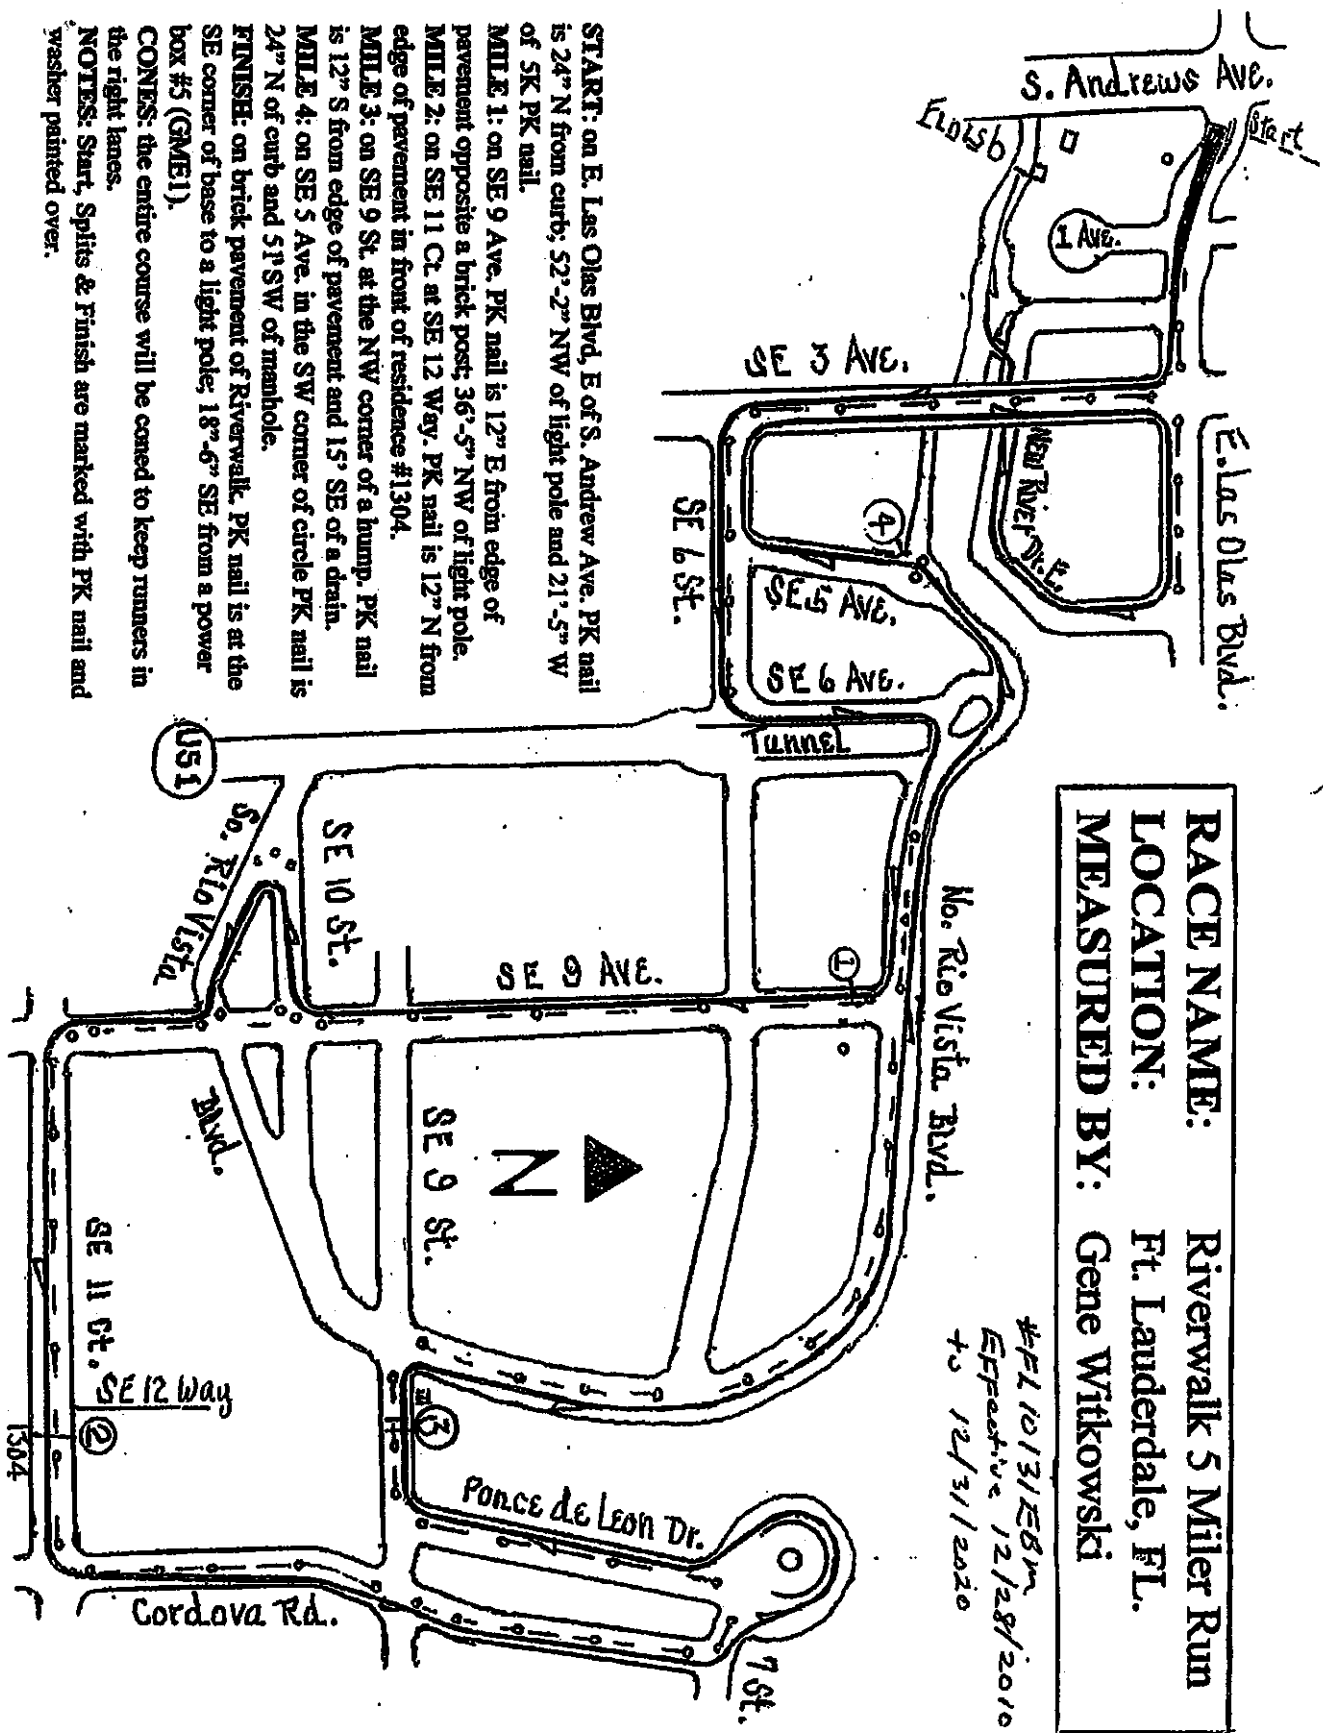 RACE NAME: Riverwalk 5 Miler Run
LOCATION: Ft. Lauderdale, FL.
MEASURED BY: Gene Witkowski
#FL10131EBM
Effective 12/28/2010
to 12/31/2020
S. Andrews Ave.
Start
Finish
1 Ave.
E. Las Olas Blvd.
SE 3 AVE.
New River Dr. E.
4
SE 5 AVE.
SE 6 AVE.
SE 6 St.
Tunnel
US1
No. Rio Vista Blvd.
1
SE 9 AVE.
SE 10 St.
So. Rio Vista
Blvd.
SE 9 St.
N
3
Ponce de Leon Dr.
7 St.
SE 11 Ct.
SE 12 Way
2
1304
Cordova Rd.
START: on E. Las Olas Blvd, E of S. Andrew Ave. PK nail
is 24" N from curb; 52'-2" NW of light pole and 21'-5" W
of 5K PK nail.
MILE 1: on SE 9 Ave. PK nail is 12" E from edge of
pavement opposite a brick post; 36'-5" NW of light pole.
MILE 2: on SE 11 Ct. at SE 12 Way. PK nail is 12" N from
edge of pavement in front of residence #1304.
MILE 3: on SE 9 St. at the NW corner of a hump. PK nail
is 12" S from edge of pavement and 15' SE of a drain.
MILE 4: on SE 5 Ave. in the SW corner of circle PK nail is
24" N of curb and 51' SW of manhole.
FINISH: on brick pavement of Riverwalk. PK nail is at the
SE corner of base to a light pole; 18"-6" SE from a power
box #5 (GME1).
CONES: the entire course will be coned to keep runners in
the right lanes.
NOTES: Start, Splits & Finish are marked with PK nail and
washer painted over.